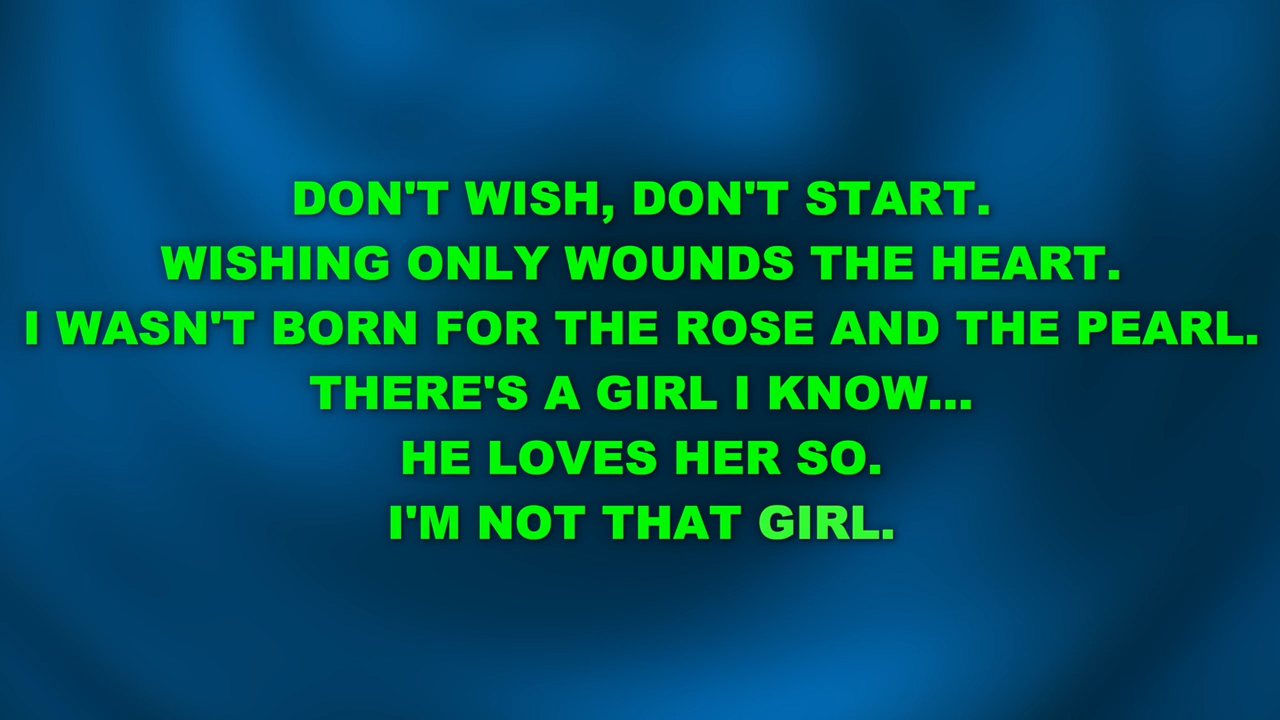 DON'T WISH, DON'T START.
WISHING ONLY WOUNDS THE HEART.
I WASN'T BORN FOR THE ROSE AND THE PEARL.
THERE'S A GIRL I KNOW...
HE LOVES HER SO.
I'M NOT THAT GIRL.